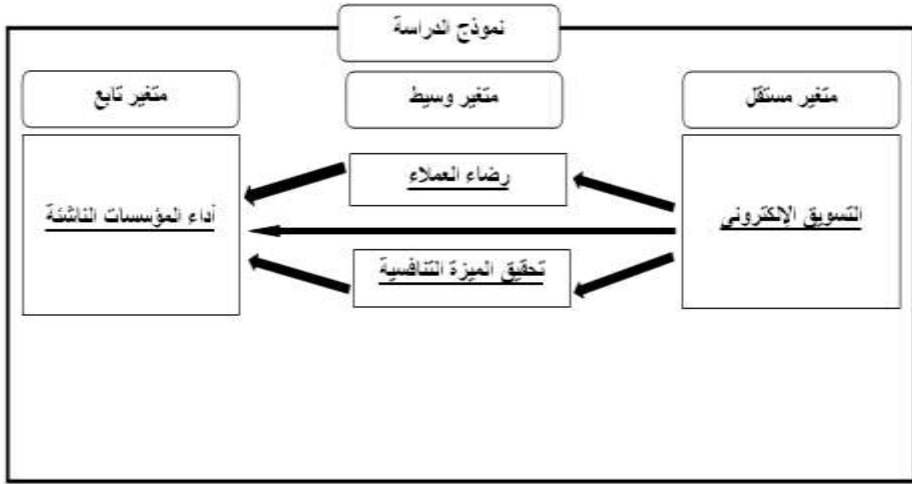 نموذج الدراسة
متغير مستقل
متغير وسيط
متغير تابع
التسويق الإلكتروني
رضاء العملاء
تحقيق الميزة التنافسية
أداء المؤسسات الناشئة